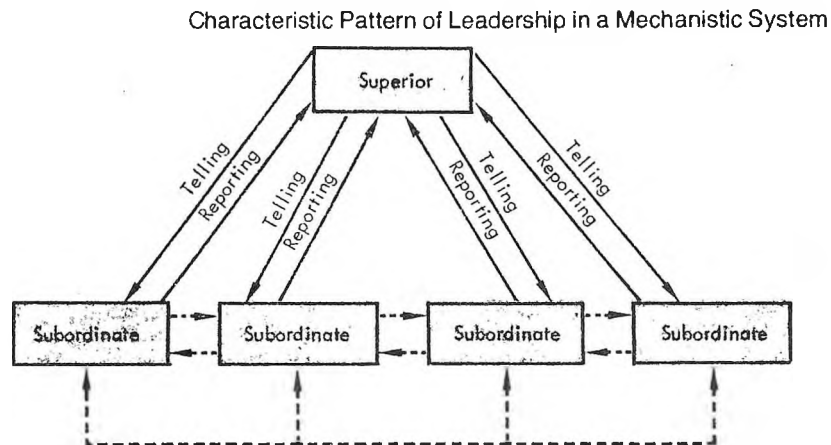 Characteristic Pattern of Leadership in a Mechanistic System
Superior
Telling
Reporting
Telling
Reporting
Reporting
Telling
Reporting
Telling
Subordinate
Subordinate
Subordinate
Subordinate